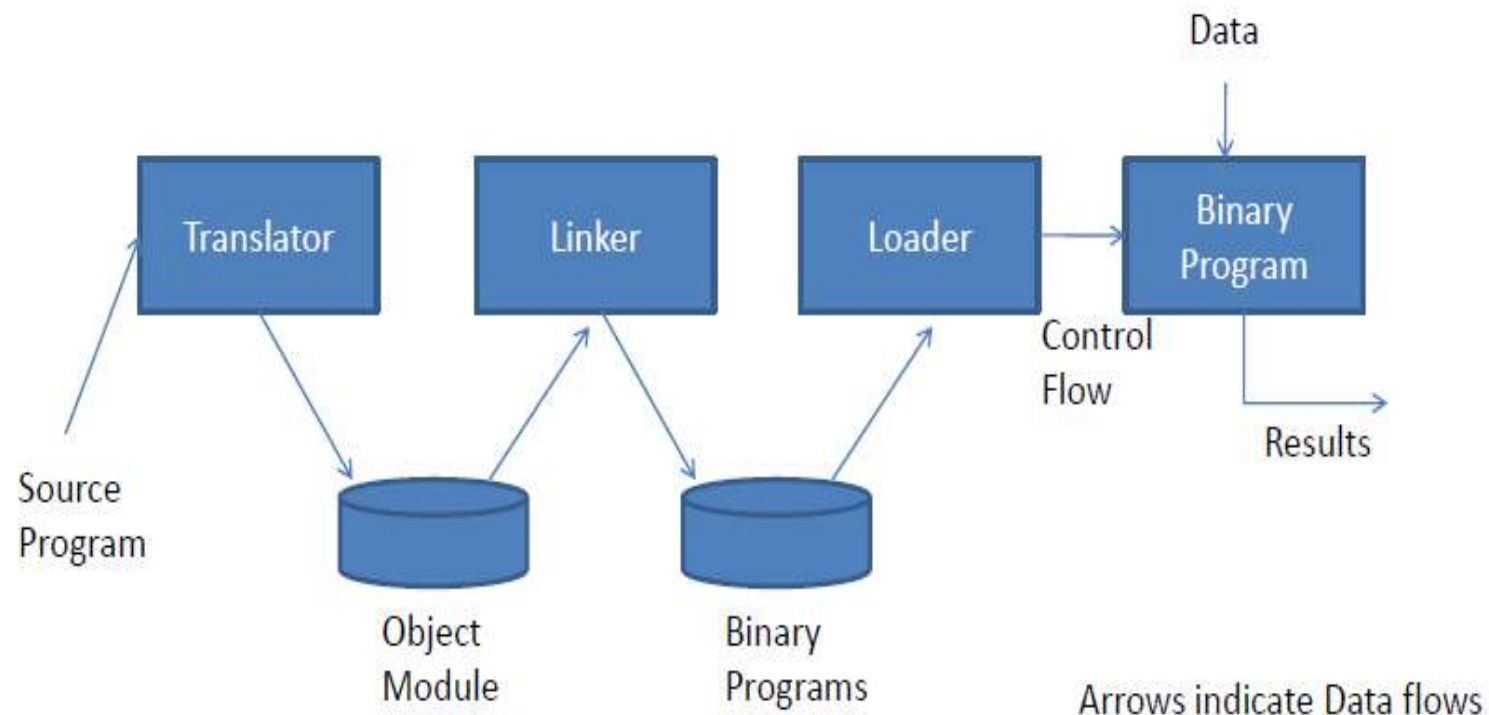 Data
Translator
Linker
Loader
Binary
Program
Control
Flow
Results
Source
Program
Object
Module
Binary
Programs
Arrows indicate Data flows